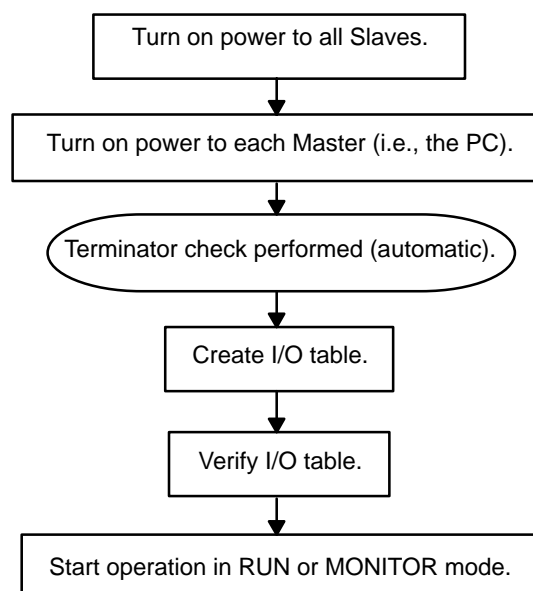 Turn on power to all Slaves.
Turn on power to each Master (i.e., the PC).
Terminator check performed (automatic).
Create I/O table.
Verify I/O table.
Start operation in RUN or MONITOR mode.